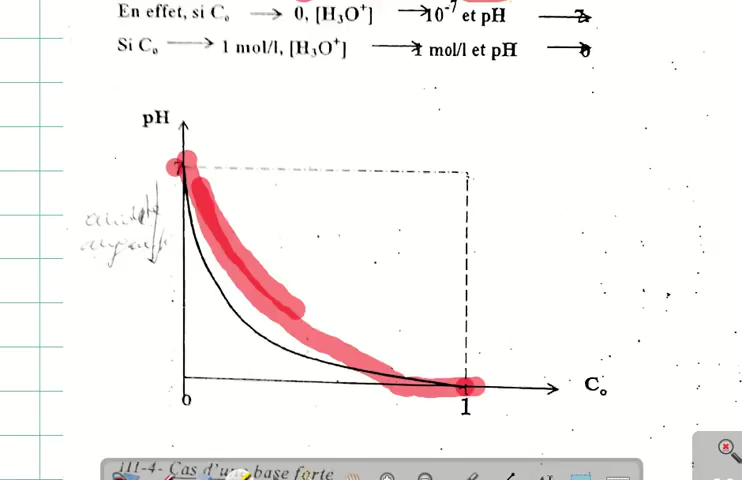 En effet, si C₀ ⟶ 0, [H₃O⁺] ⟶ 10⁻⁷ et pH ⟶ 7
Si C₀ ⟶ 1 mol/l, [H₃O⁺] ⟶ 1 mol/l et pH ⟶ 0
pH
7
C₀
0
1
III-4- Cas d'une base forte